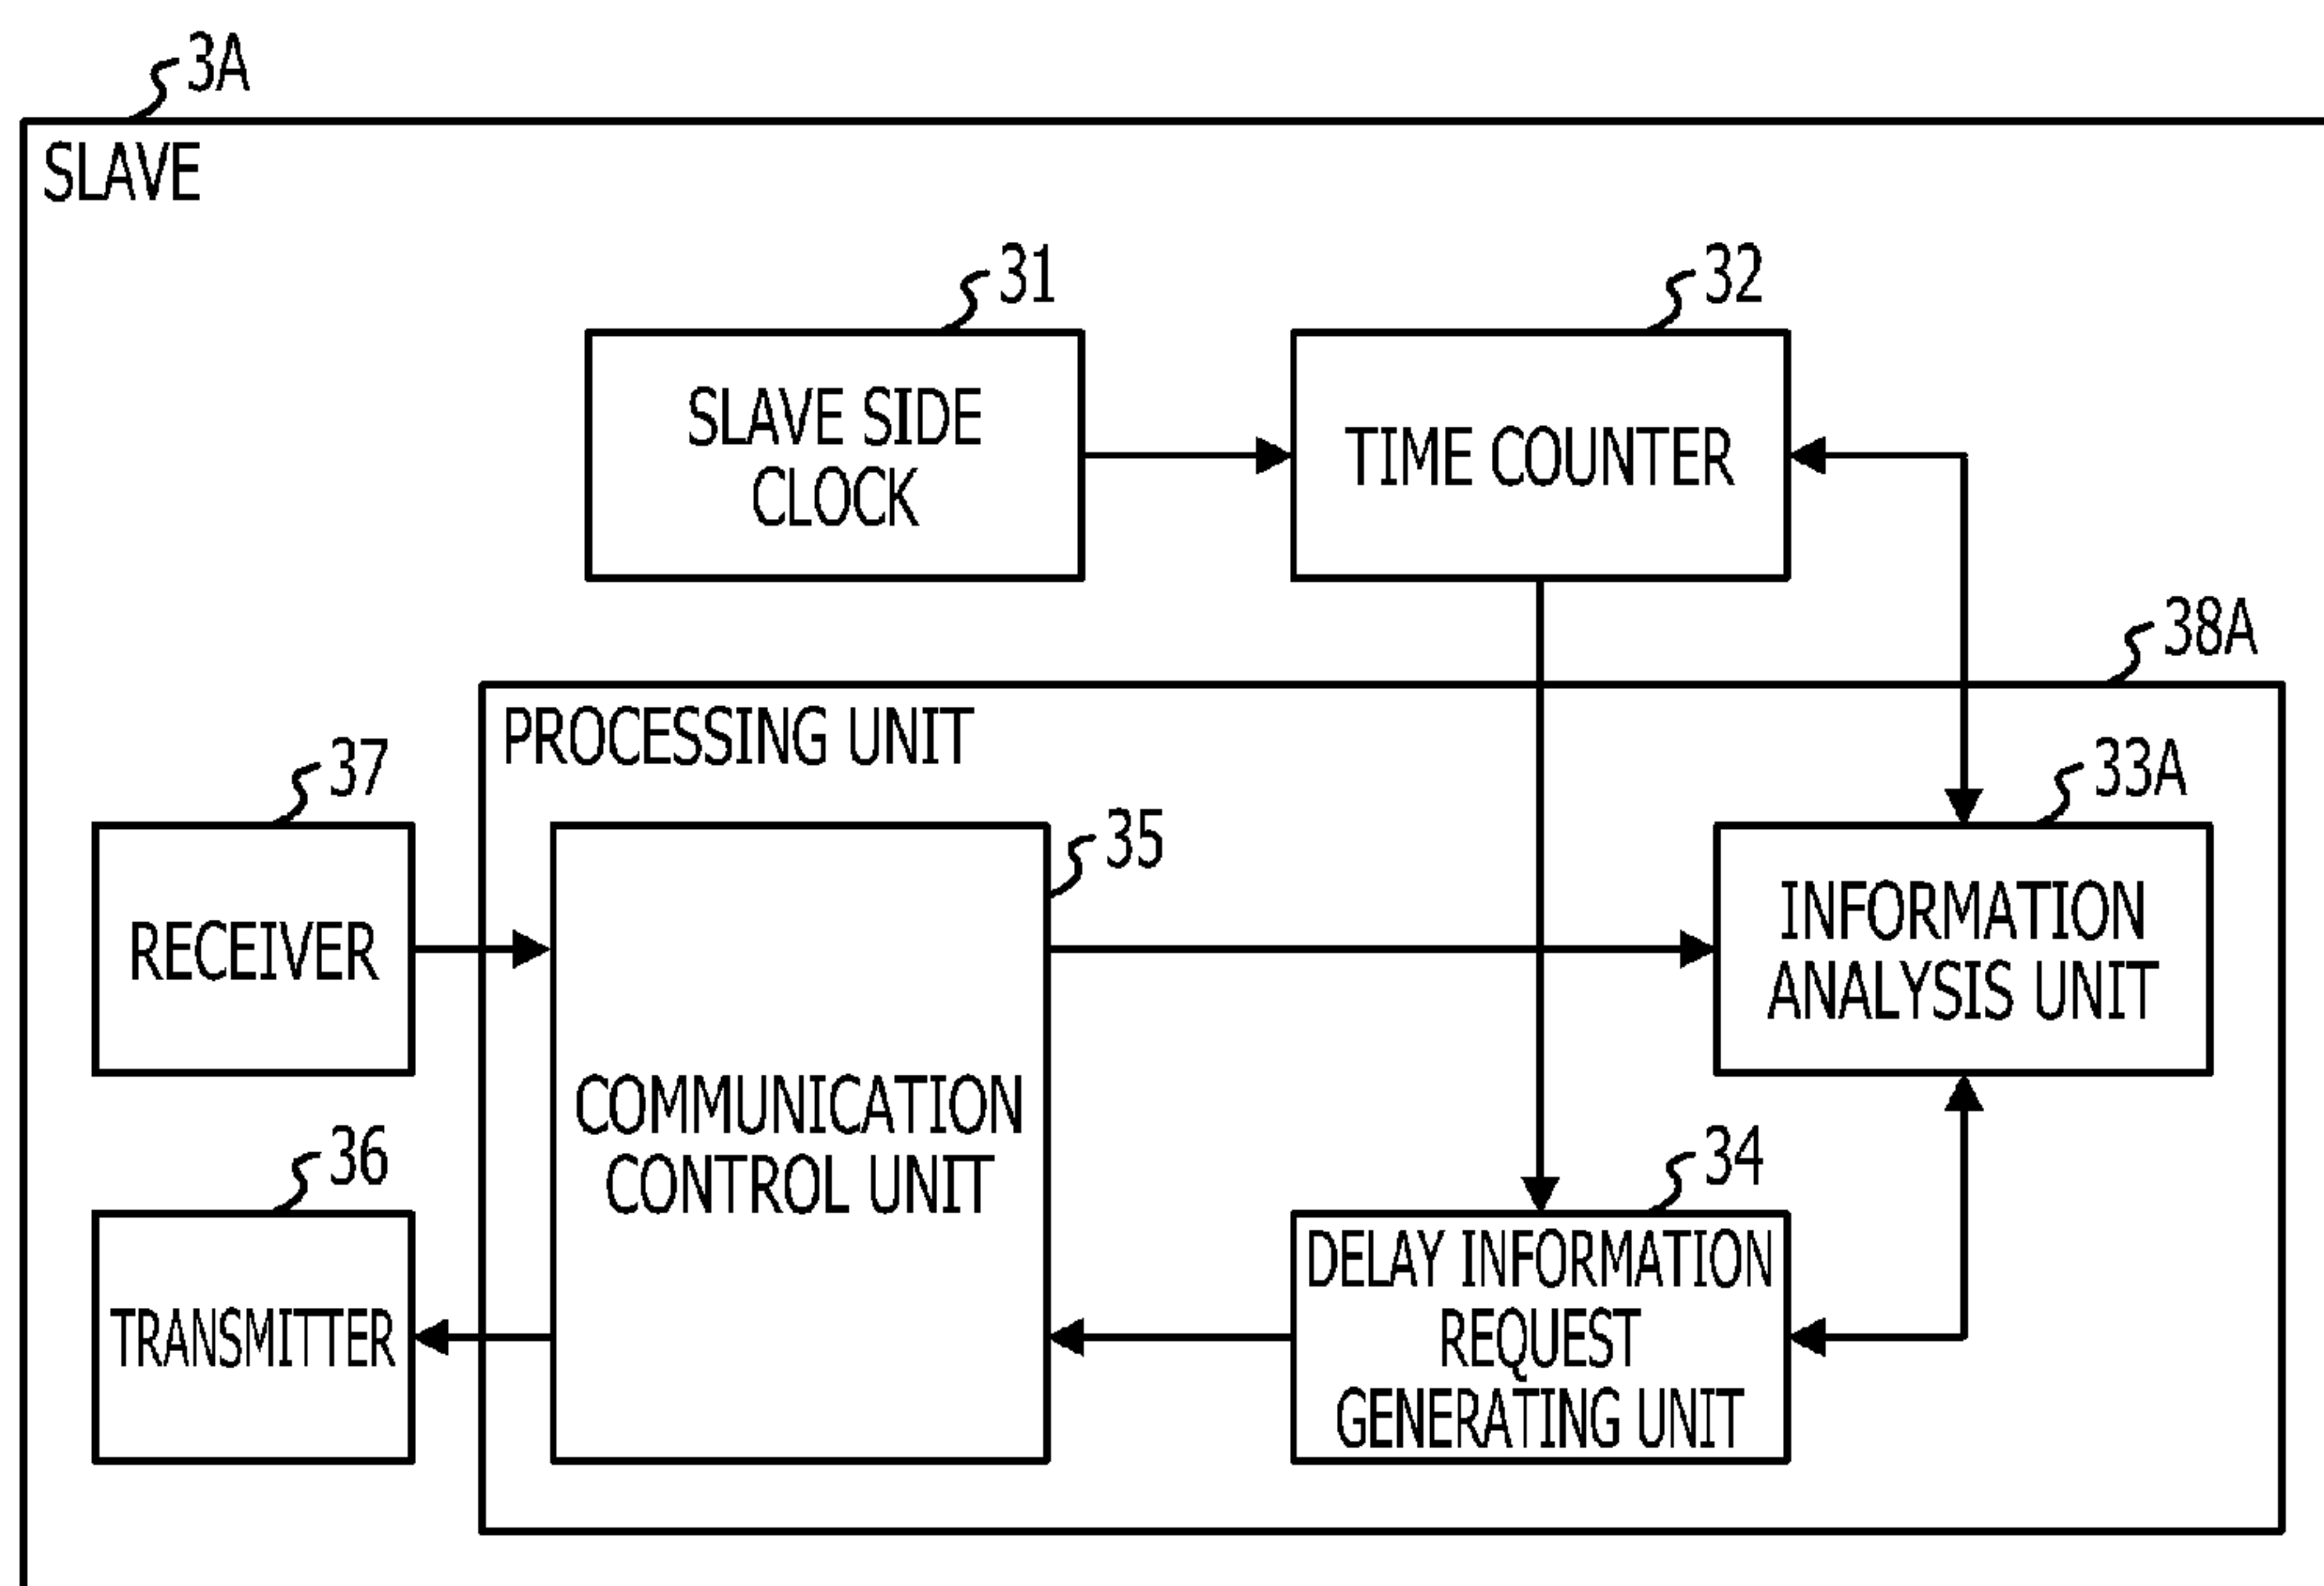 3A
SLAVE
31
32
SLAVE SIDE
CLOCK
TIME COUNTER
38A
PROCESSING UNIT
37
33A
35
RECEIVER
INFORMATION
ANALYSIS UNIT
COMMUNICATION
CONTROL UNIT
36
34
TRANSMITTER
DELAY INFORMATION
REQUEST
GENERATING UNIT